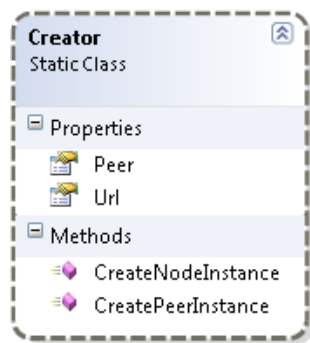 Creator
Static Class
Properties
Peer
Url
Methods
CreateNodeInstance
CreatePeerInstance